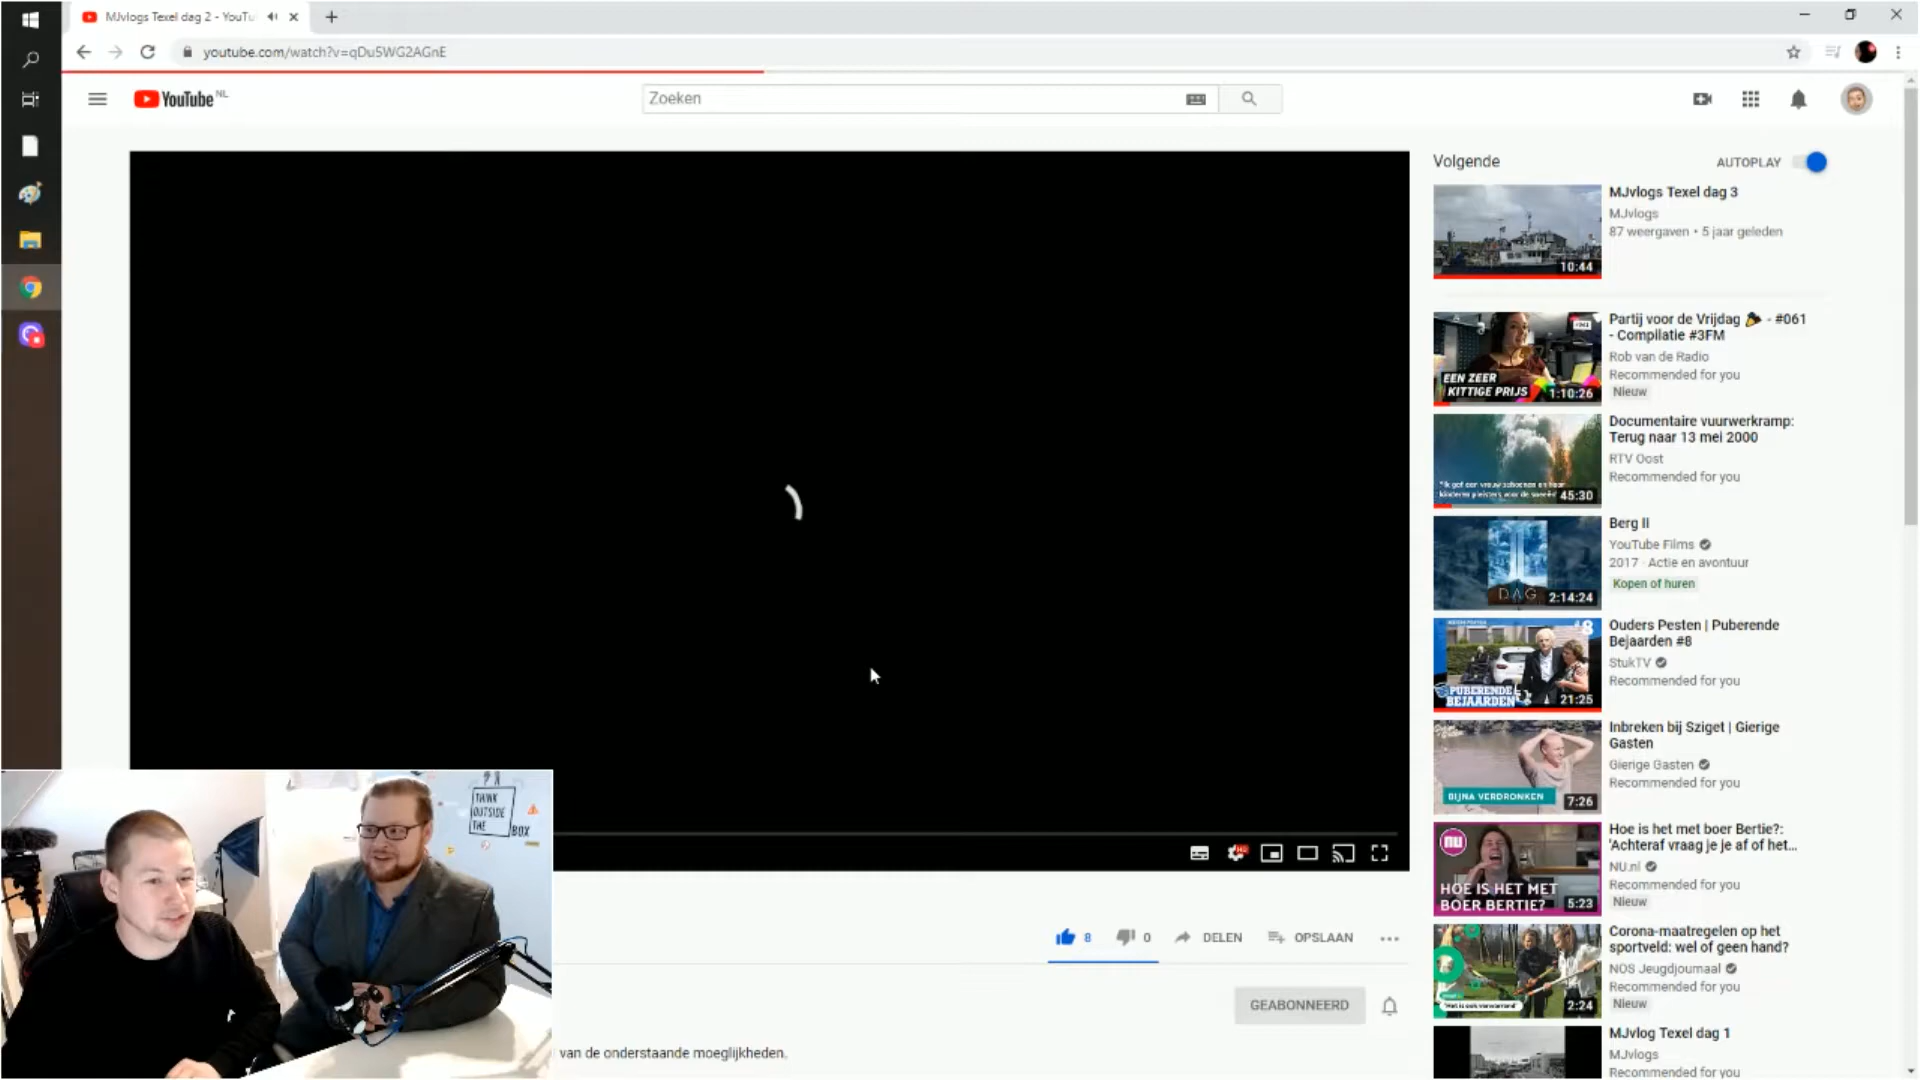 MJvlogs Texel dag 2 - YouTu
youtube.com/watch?v=qDu5WG2AGnE
YouTube NL
Zoeken
Volgende
AUTOPLAY
MJvlogs Texel dag 3
MJvlogs
87 weergaven • 5 jaar geleden
10:44
Partij voor de Vrijdag - #061
- Compilatie #3FM
Rob van de Radio
Recommended for you
Nieuw
EEN ZEER
KITTIGE PRIJS
1:10:26
Documentaire vuurwerkramp:
Terug naar 13 mei 2000
RTV Oost
Recommended for you
45:30
Berg II
YouTube Films
2017 · Actie en avontuur
Kopen of huren
DAG
2:14:24
Ouders Pesten | Puberende
Bejaarden #8
StukTV
Recommended for you
#8
PUBERENDE
BEJAARDEN
21:25
Inbreken bij Sziget | Gierige
Gasten
Gierige Gasten
Recommended for you
BIJNA VERDRONKEN
7:26
Hoe is het met boer Bertie?:
'Achteraf vraag je je af of het...
NU.nl
Recommended for you
Nieuw
nu
HOE IS HET MET
BOER BERTIE?
5:23
Corona-maatregelen op het
sportveld: wel of geen hand?
NOS Jeugdjournaal
Recommended for you
Nieuw
2:24
MJvlog Texel dag 1
MJvlogs
Recommended for you
8
0
DELEN
OPSLAAN
GEABONNEERD
van de onderstaande moeglijkheden.
THINK
OUTSIDE
THE
BOX